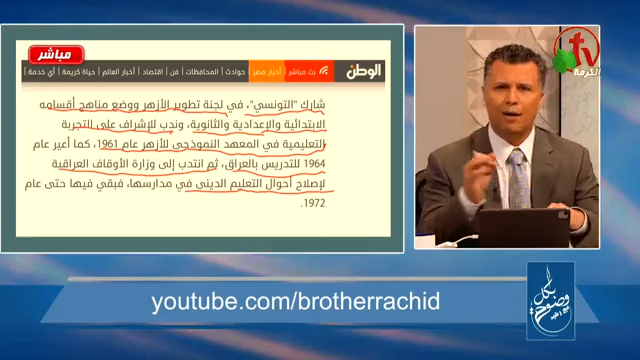 مباشر
الوطن
بث مباشر | أخبار مصر | حوادث | المحافظات | فن | اقتصاد | أخبار العالم | حياة كريمة | أي خدمة
شارك "التونسي"، في لجنة تطوير الأزهر ووضع مناهج أقسامه
الابتدائية والإعدادية والثانوية، وندب للإشراف على التجربة
التعليمية في المعهد النموذجي للأزهر عام 1961، كما أعير عام
1964 للتدريس بالعراق، ثم انتدب إلى وزارة الأوقاف العراقية
لإصلاح أحوال التعليم الديني في مدارسها، فبقي فيها حتى عام
1972.
tv
الكرمة
youtube.com/brotherrachid
بكل
وضوح